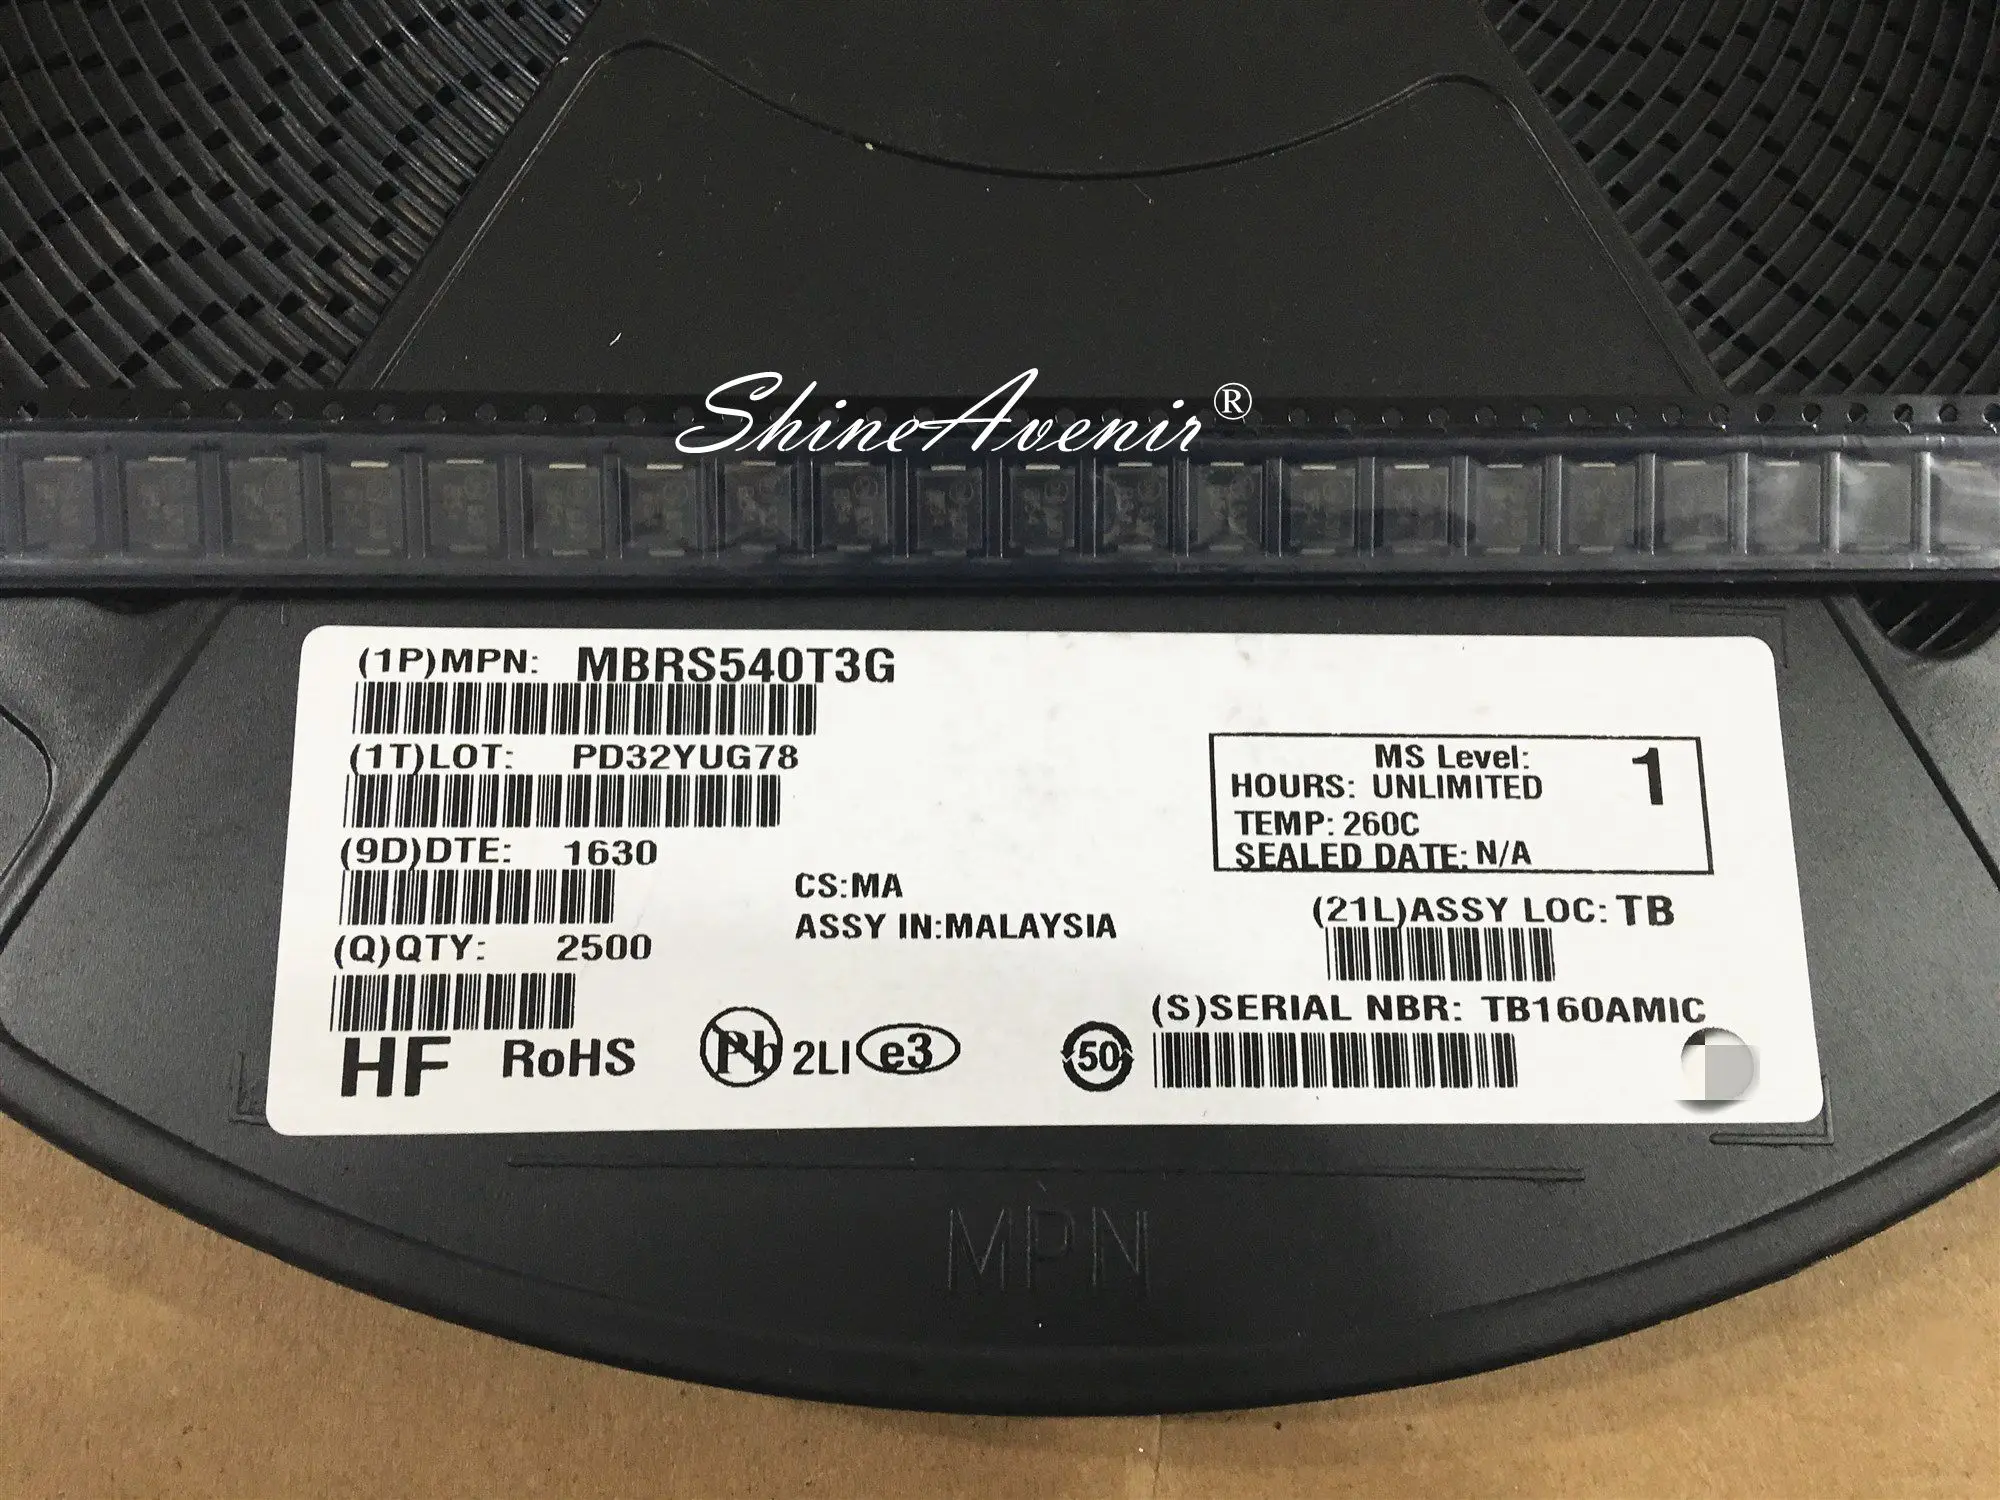 ShineAvenir®
(1P)MPN: MBRS540T3G
(1T)LOT: PD32YUG78
(9D)DTE: 1630
(Q)QTY: 2500
HF RoHS Pb 2LI e3
CS:MA
ASSY IN:MALAYSIA
MS Level: 1
HOURS: UNLIMITED
TEMP: 260C
SEALED DATE: N/A
(21L)ASSY LOC: TB
(S)SERIAL NBR: TB160AMIC
50
MPN